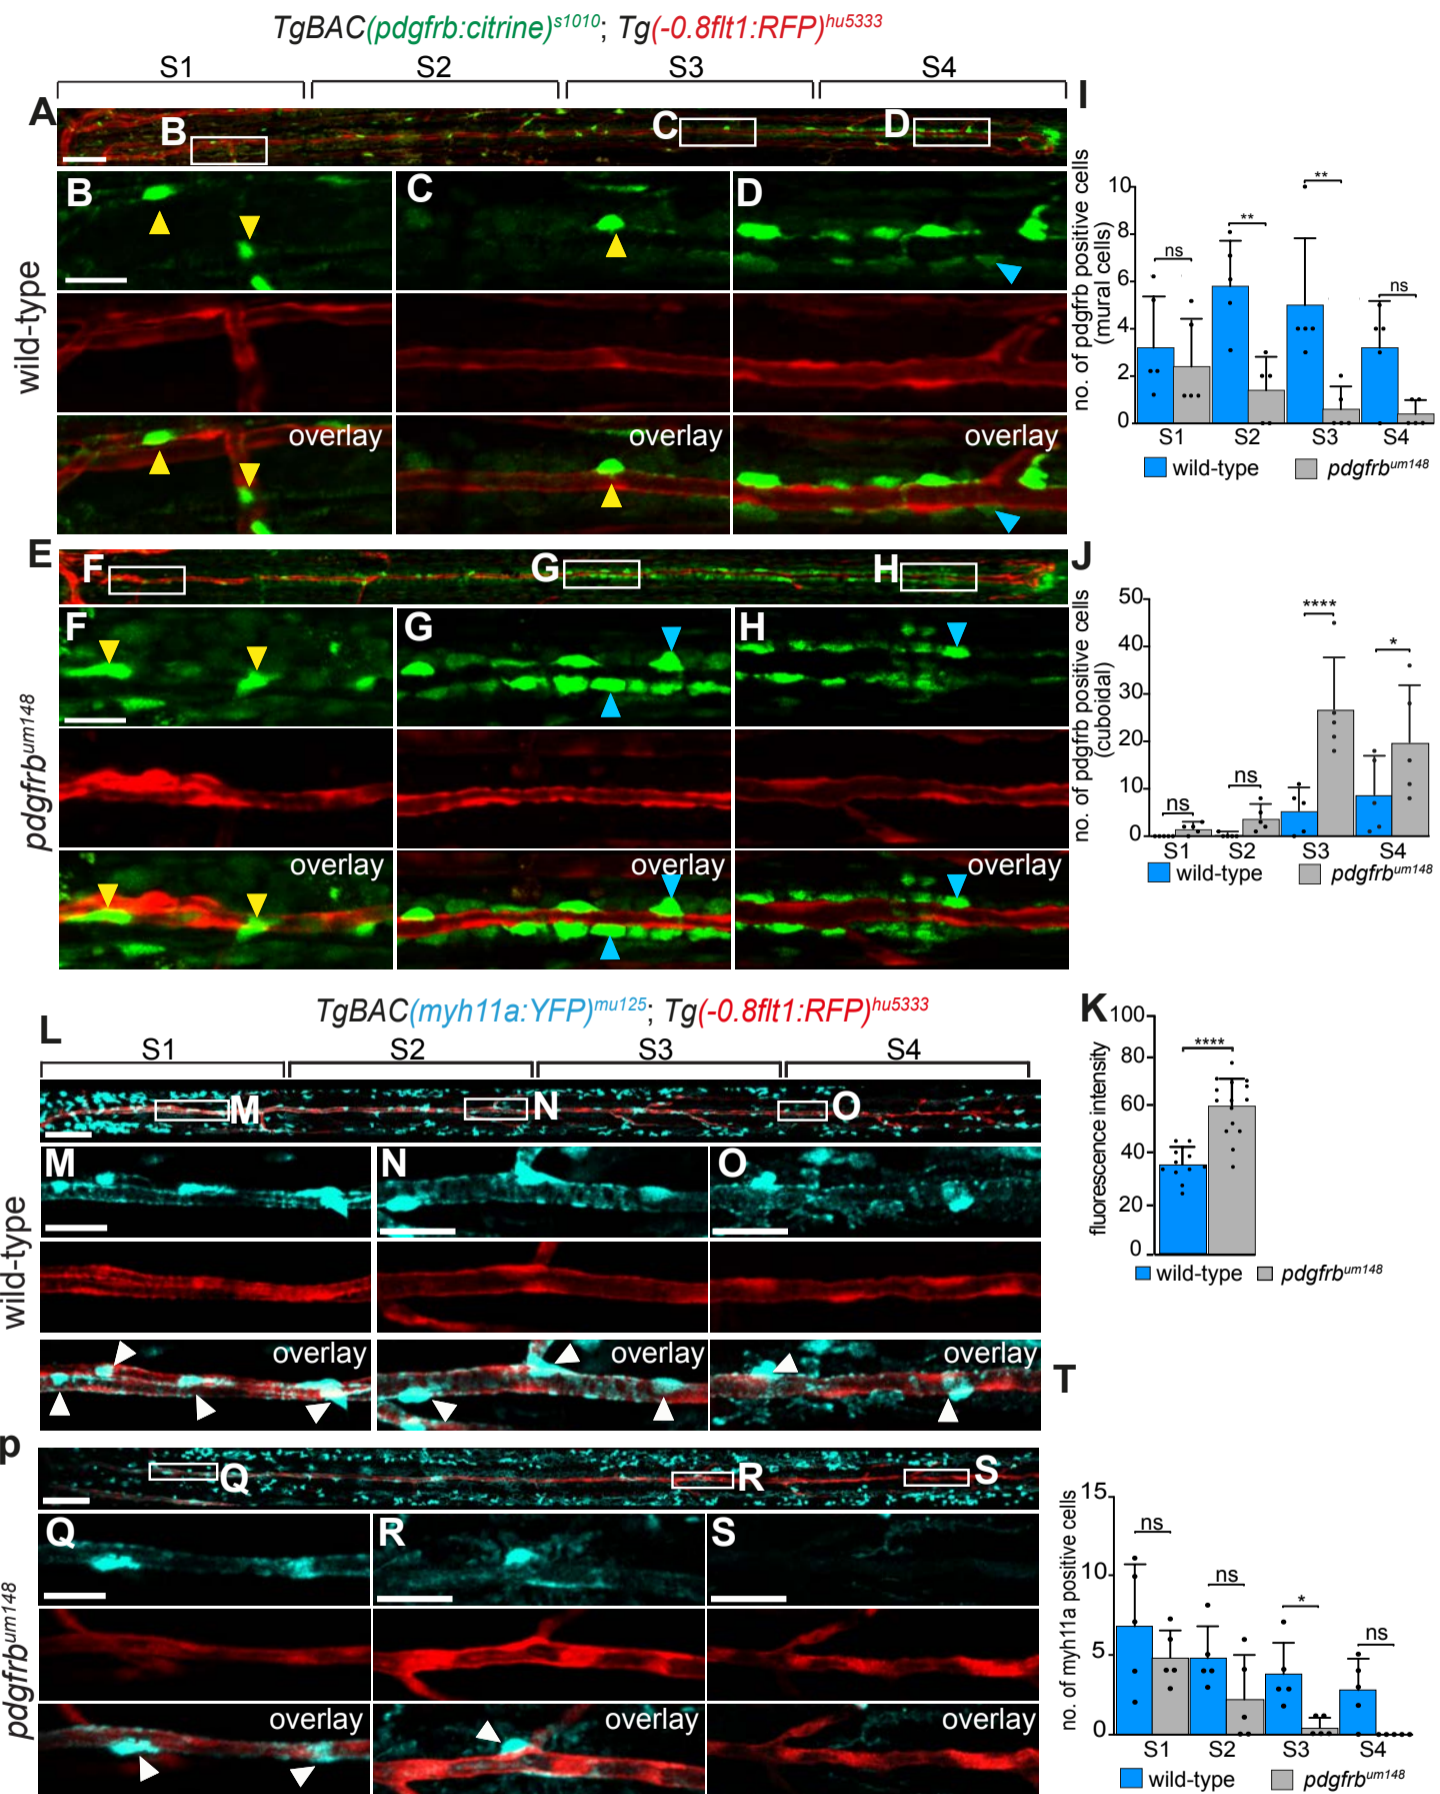 TgBAC(pdgfrb:citrine)s1010; Tg(-0.8flt1:RFP)hu5333
S1 S2 S3 S4
A B C D
wild-type
B C D
overlay overlay overlay
E F G H
pdgfrbum148
F G H
overlay overlay overlay
I
no. of pdgfrb positive cells
(mural cells)
10
8
6
4
2
0
ns ** ** ns
S1 S2 S3 S4
wild-type pdgfrbum148
J
no. of pdgfrb positive cells
(cuboidal)
50
40
30
20
10
0
ns ns **** *
S1 S2 S3 S4
wild-type pdgfrbum148
TgBAC(myh11a:YFP)mu125; Tg(-0.8flt1:RFP)hu5333
L
S1 S2 S3 S4
M N O
wild-type
M N O
overlay overlay overlay
K
fluorescence intensity
100
80
60
40
20
0
****
wild-type pdgfrbum148
p
Q R S
pdgfrbum148
Q R S
overlay overlay overlay
T
no. of myh11a positive cells
15
10
5
0
ns ns * ns
S1 S2 S3 S4
wild-type pdgfrbum148